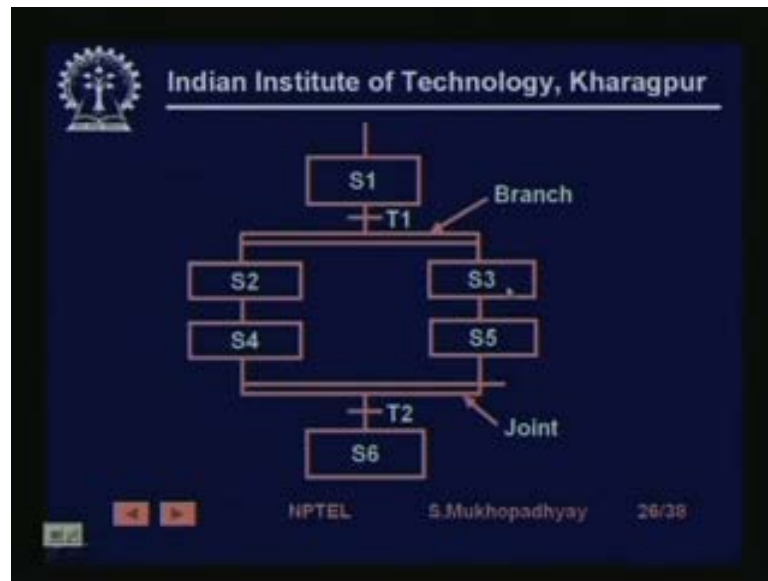 Indian Institute of Technology, Kharagpur
S1
Branch
T1
S2 S3
S4 S5
T2
Joint
S6
NPTEL S.Mukhopadhyay 26/38